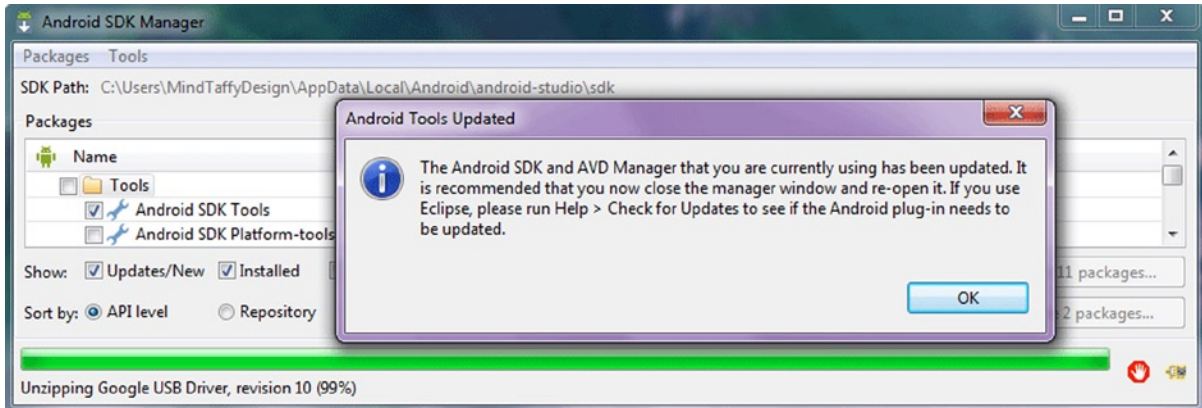 Android SDK Manager
Packages Tools
SDK Path: C:\Users\MindTaffyDesign\AppData\Local\Android\android-studio\sdk
Packages
Name
Tools
Android SDK Tools
Android SDK Platform-tools
Show: Updates/New Installed
11 packages...
Sort by: API level Repository
2 packages...
Unzipping Google USB Driver, revision 10 (99%)
Android Tools Updated
The Android SDK and AVD Manager that you are currently using has been updated. It
is recommended that you now close the manager window and re-open it. If you use
Eclipse, please run Help > Check for Updates to see if the Android plug-in needs to
be updated.
OK